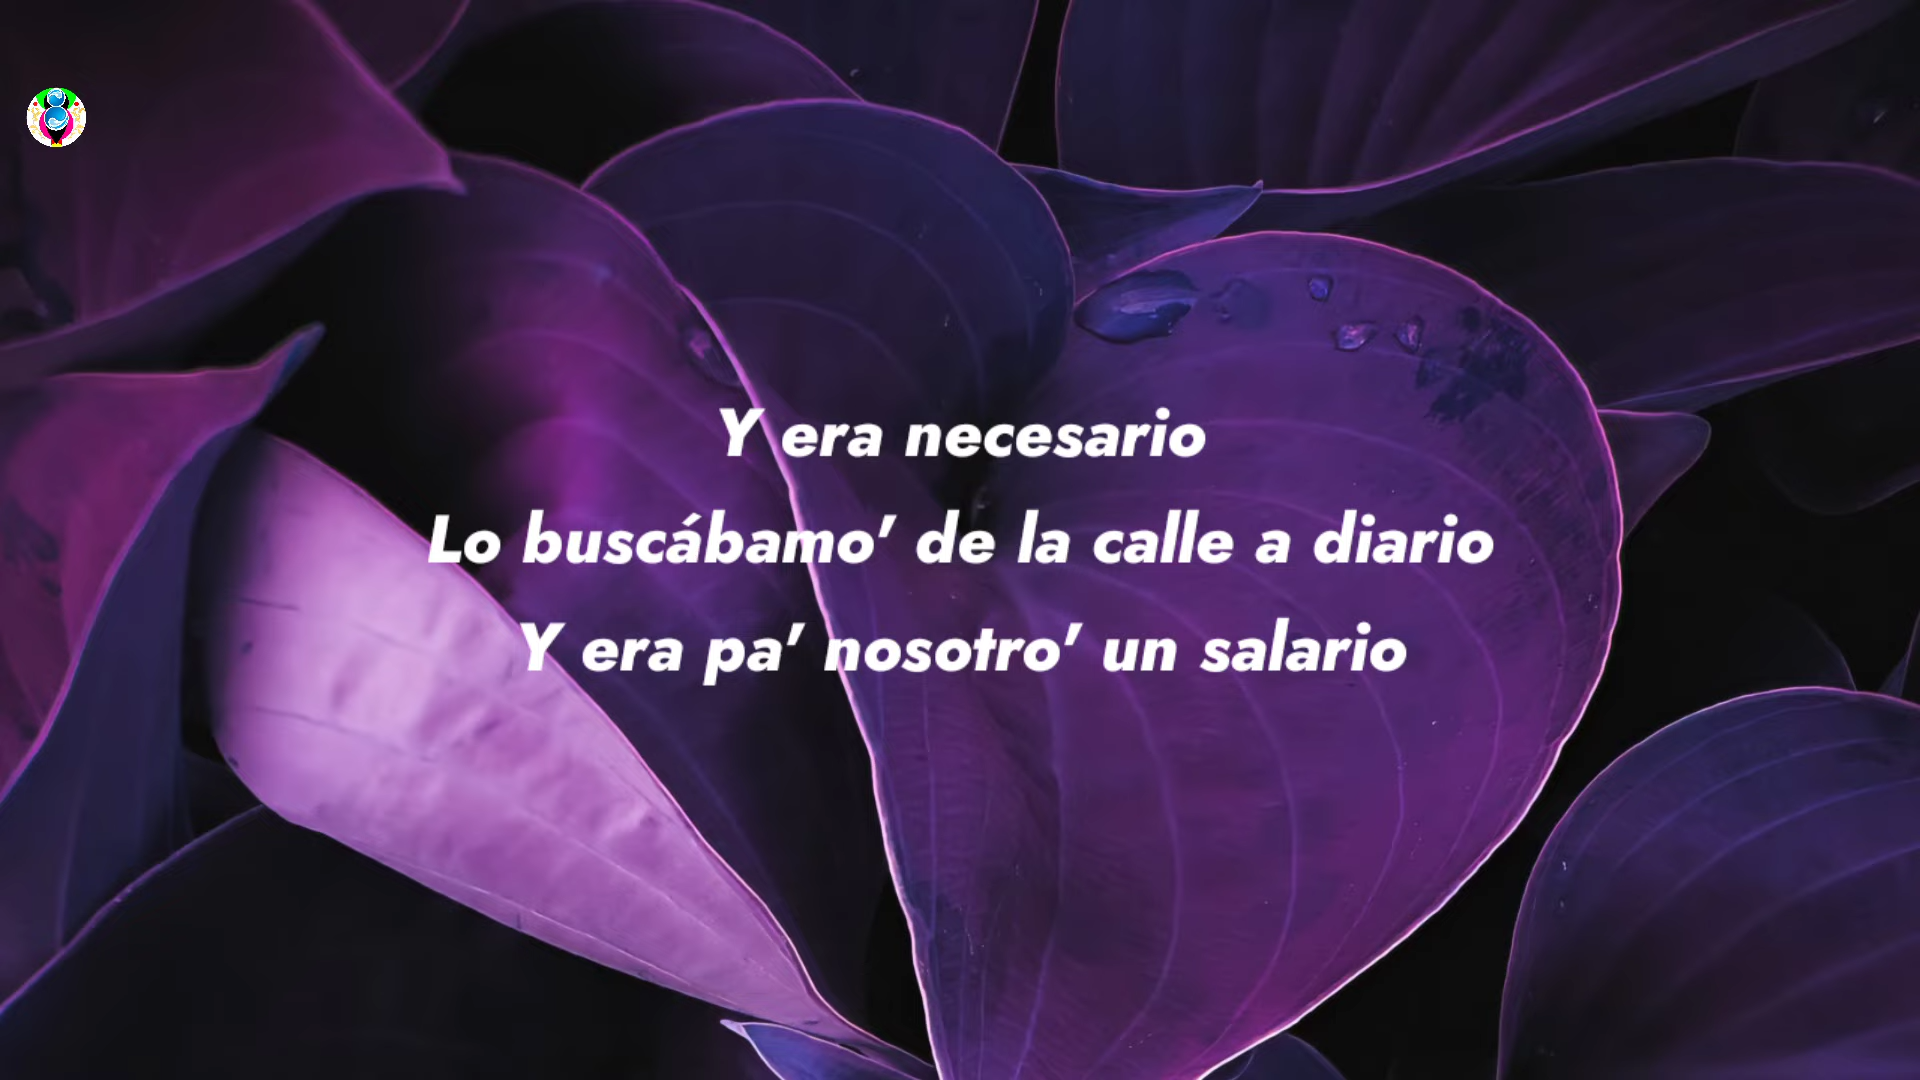 Y era necesario
Lo buscábamo' de la calle a diario
Y era pa' nosotro' un salario